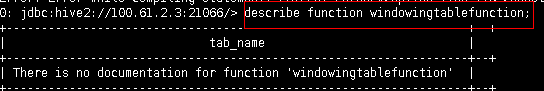 0: jdbc:hive2://100.61.2.3:21066/> describe function windowingtablefunction;
+----------------------------------------------------------+--+
| tab_name | |
+----------------------------------------------------------+--+
| There is no documentation for function 'windowingtablefunction' | |
+----------------------------------------------------------+--+